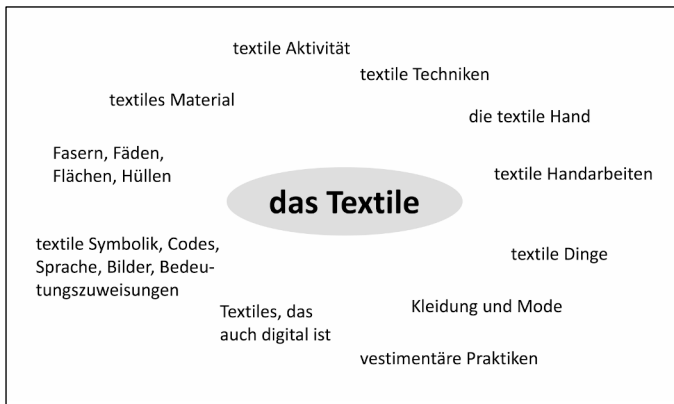 textile Aktivität
textile Techniken
textiles Material
die textile Hand
Fasern, Fäden,
Flächen, Hüllen
textile Handarbeiten
das Textile
textile Symbolik, Codes,
Sprache, Bilder, Bedeu-
tungszuweisungen
textile Dinge
Textiles, das
auch digital ist
Kleidung und Mode
vestimentäre Praktiken